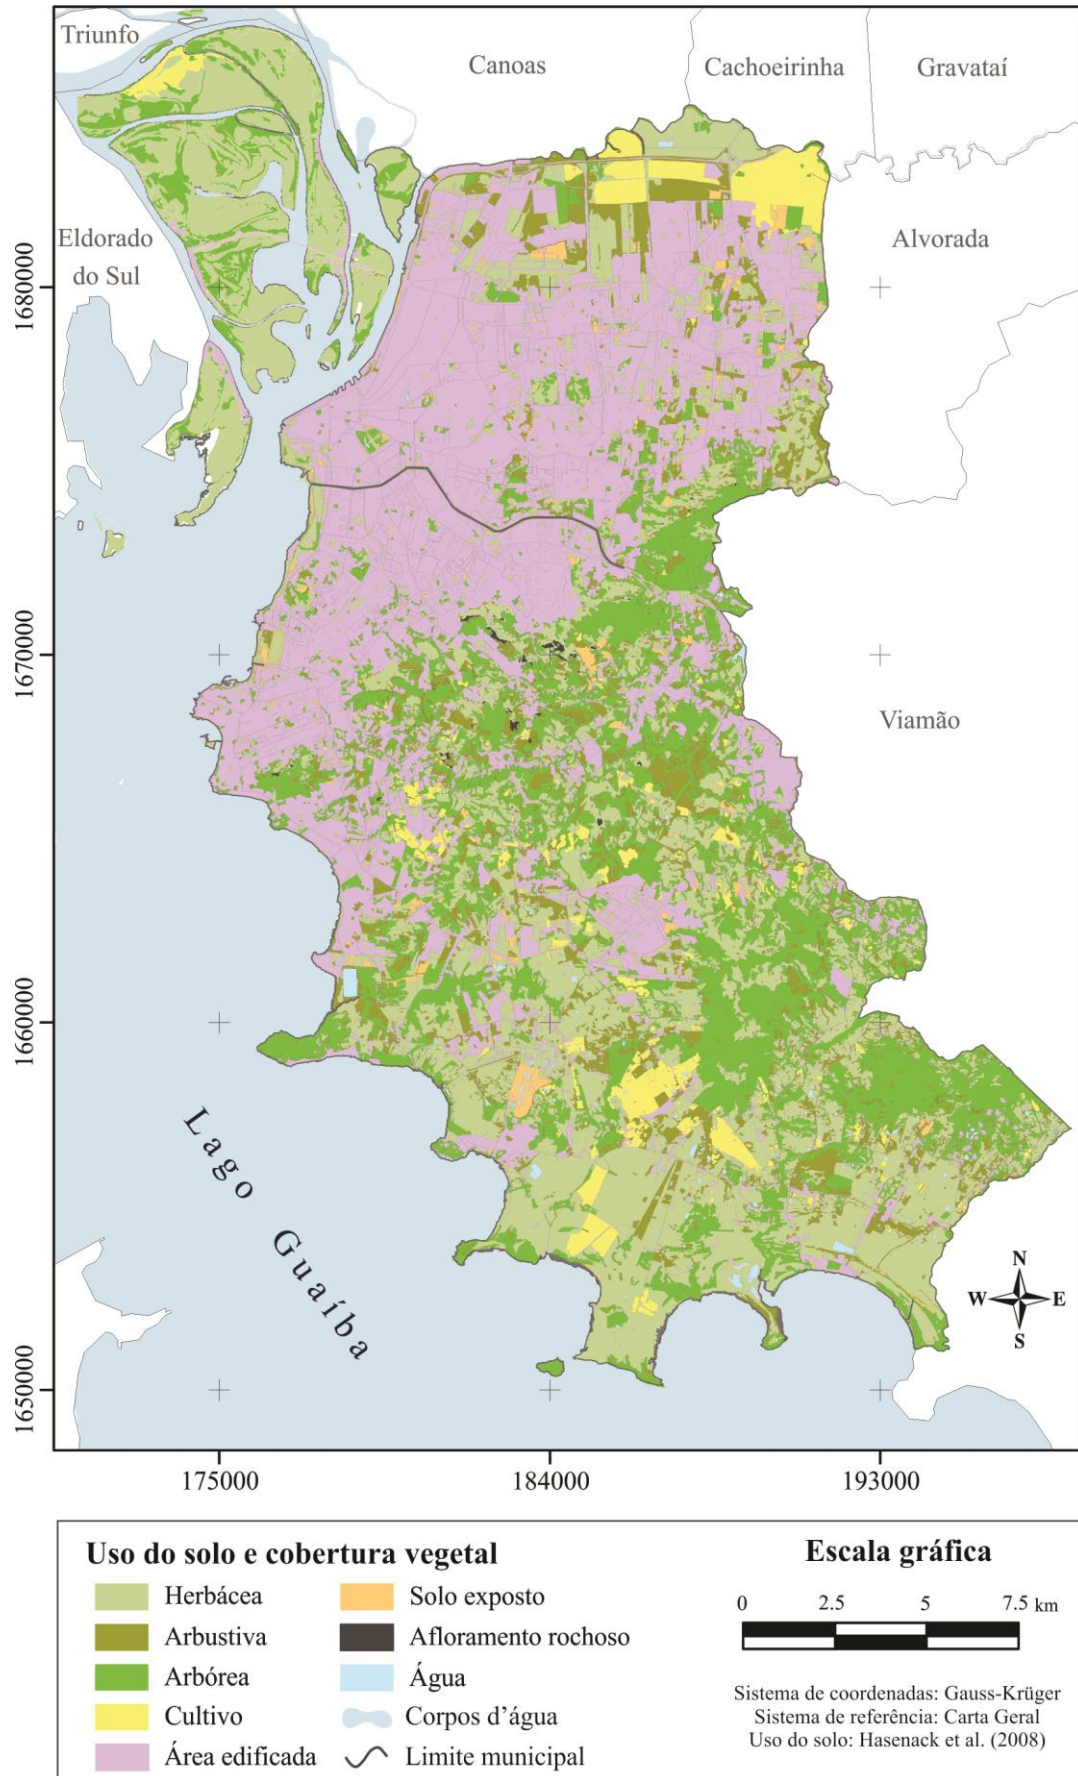 Triunfo
Canoas
Cachoeirinha
Gravataí
Eldorado
do Sul
Alvorada
Viamão
Lago Guaíba
1680000
1670000
1660000
1650000
N
W E
S
175000
184000
193000
Uso do solo e cobertura vegetal
Herbácea
Arbustiva
Arbórea
Cultivo
Área edificada
Solo exposto
Afloramento rochoso
Água
Corpos d’água
Limite municipal
Escala gráfica
0 2.5 5 7.5 km
Sistema de coordenadas: Gauss-Krüger
Sistema de referência: Carta Geral
Uso do solo: Hasenack et al. (2008)